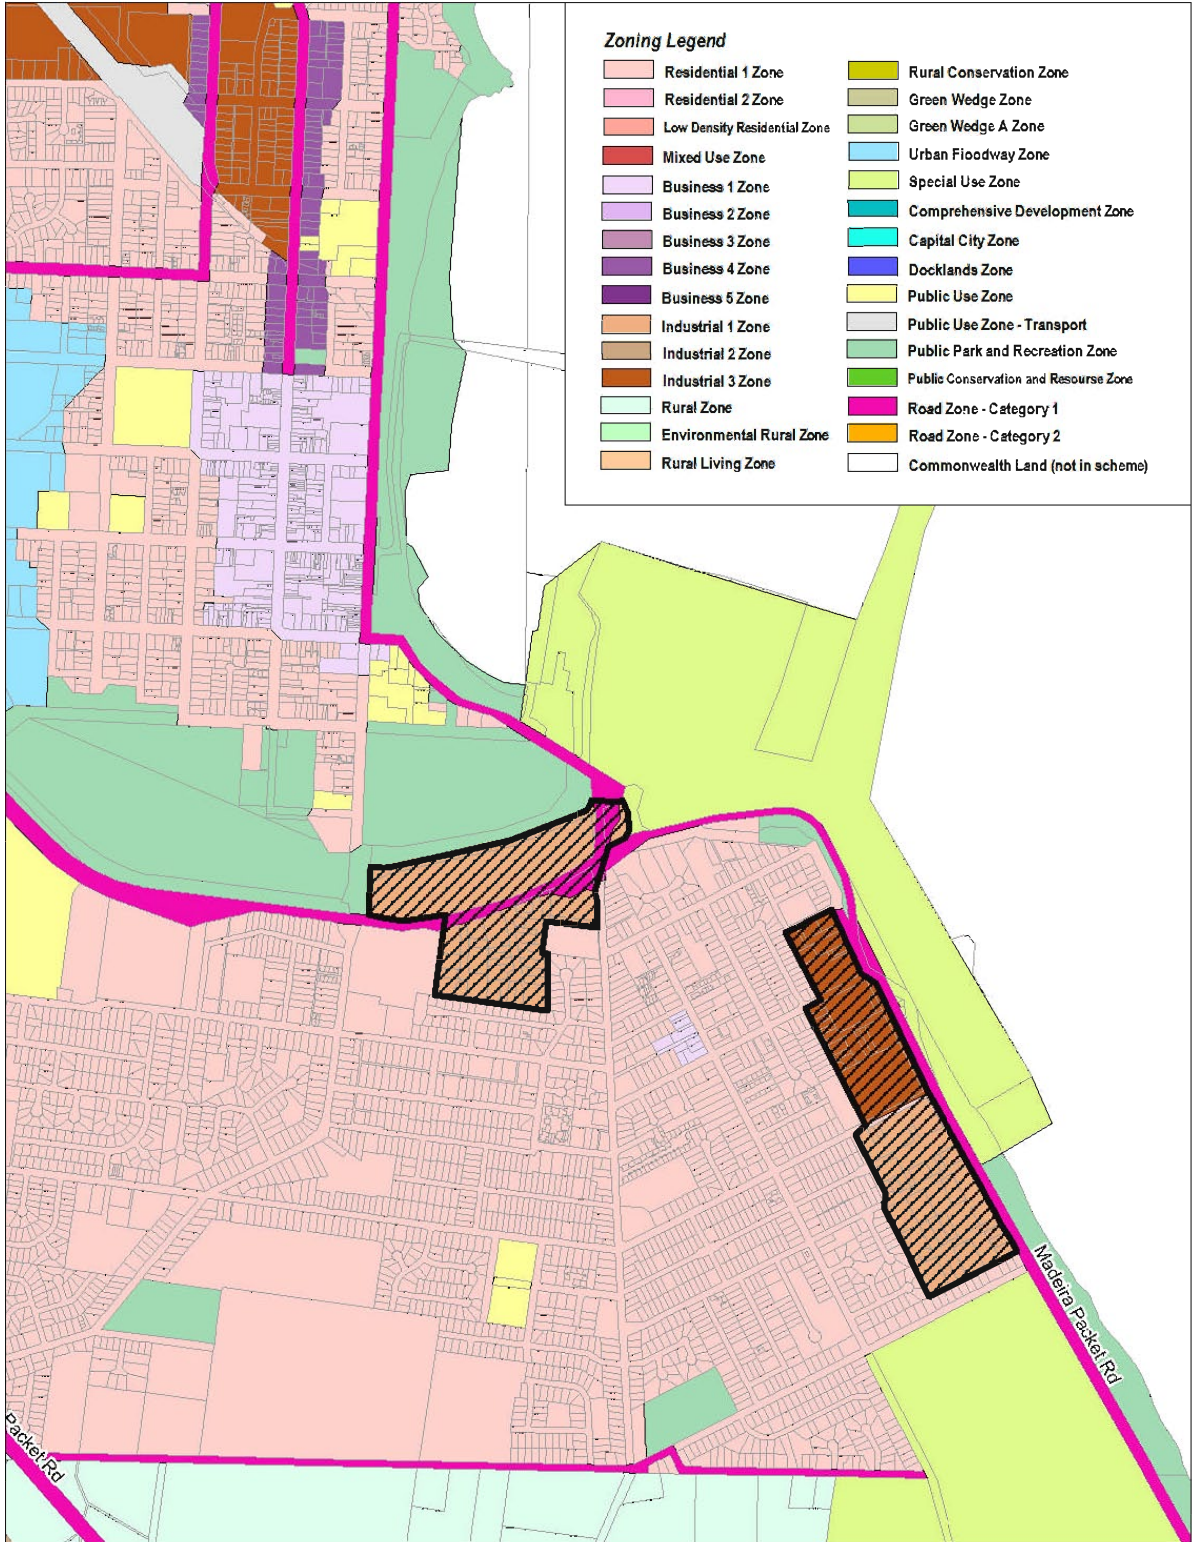 Zoning Legend
Residential 1 Zone
Residential 2 Zone
Low Density Residential Zone
Mixed Use Zone
Business 1 Zone
Business 2 Zone
Business 3 Zone
Business 4 Zone
Business 5 Zone
Industrial 1 Zone
Industrial 2 Zone
Industrial 3 Zone
Rural Zone
Environmental Rural Zone
Rural Living Zone
Rural Conservation Zone
Green Wedge Zone
Green Wedge A Zone
Urban Floodway Zone
Special Use Zone
Comprehensive Development Zone
Capital City Zone
Docklands Zone
Public Use Zone
Public Use Zone - Transport
Public Park and Recreation Zone
Public Conservation and Resourse Zone
Road Zone - Category 1
Road Zone - Category 2
Commonwealth Land (not in scheme)
Madeira Packet Rd
Packet Rd